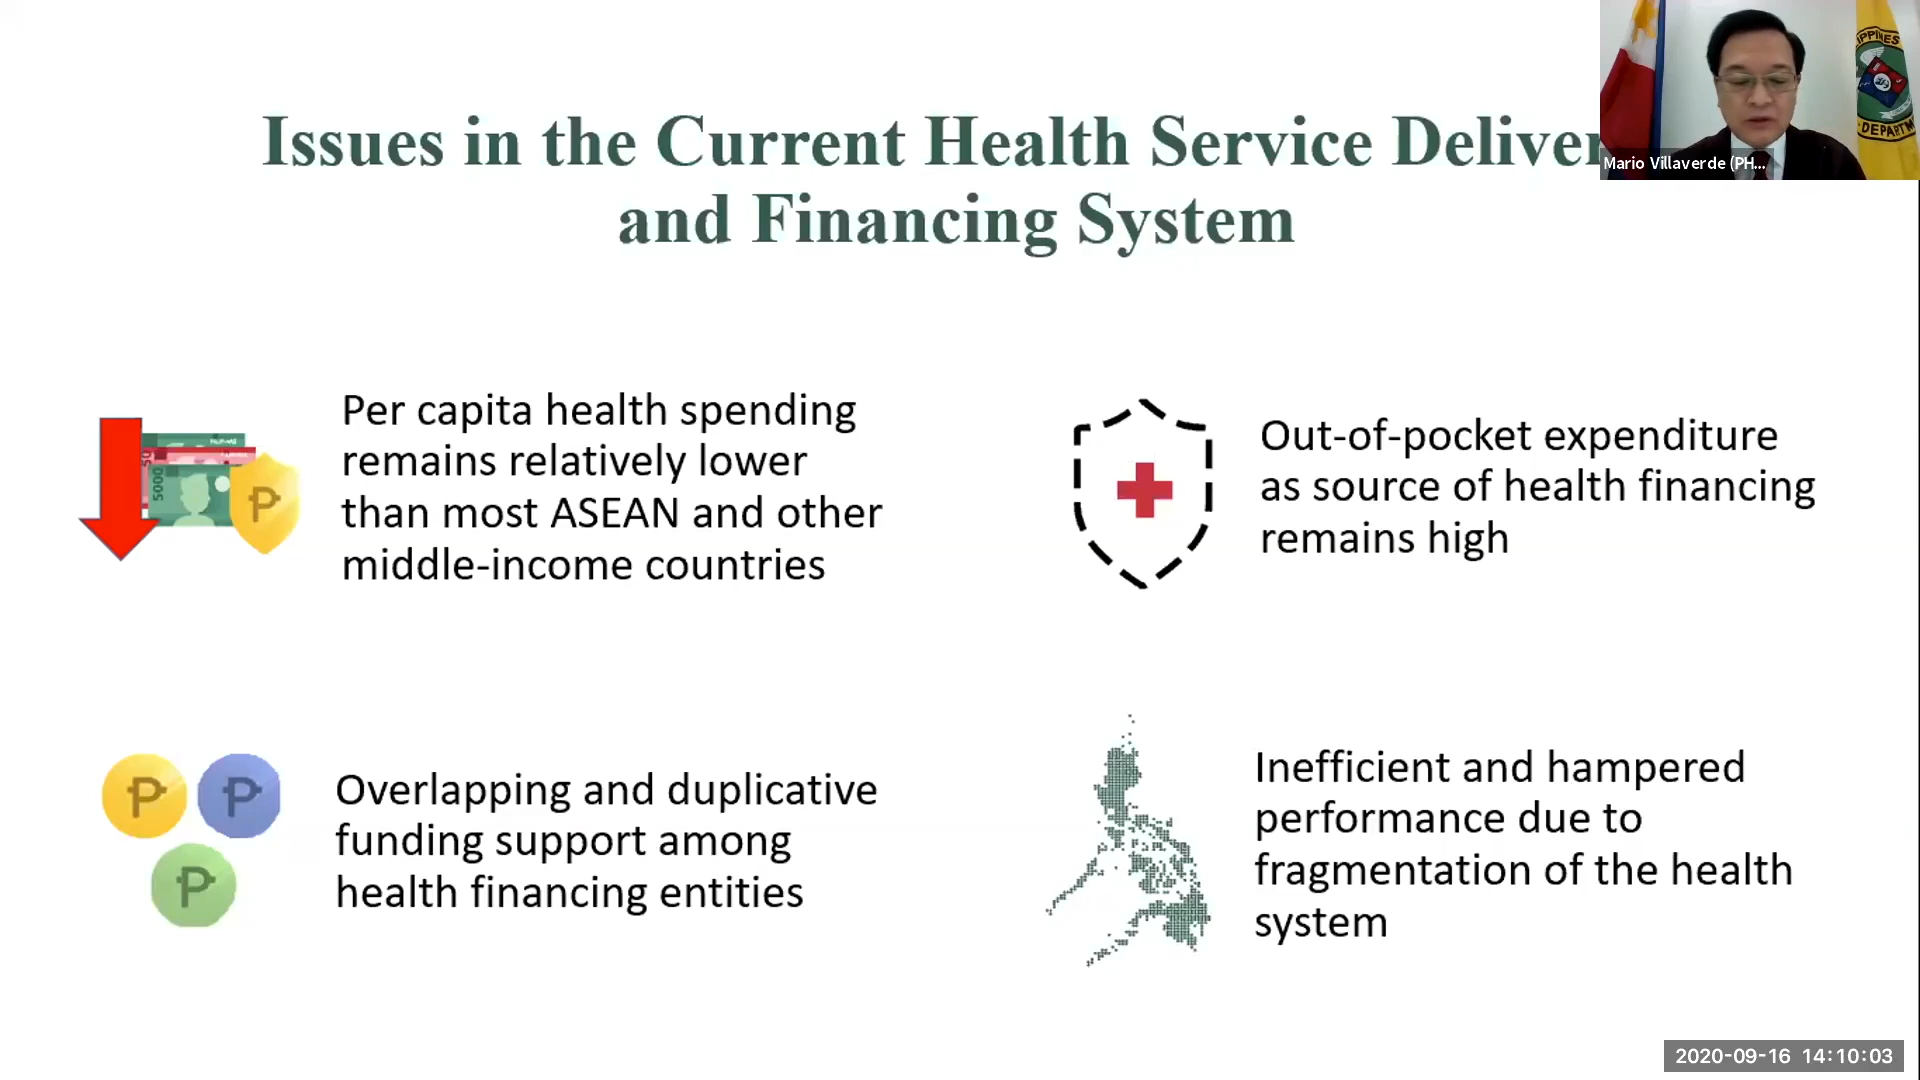 Issues in the Current Health Service Deliver
and Financing System
Mario Villaverde (PH...
Per capita health spending
remains relatively lower
than most ASEAN and other
middle-income countries
Out-of-pocket expenditure
as source of health financing
remains high
Overlapping and duplicative
funding support among
health financing entities
Inefficient and hampered
performance due to
fragmentation of the health
system
5000
DEPARTM
2020-09-16 14:10:03